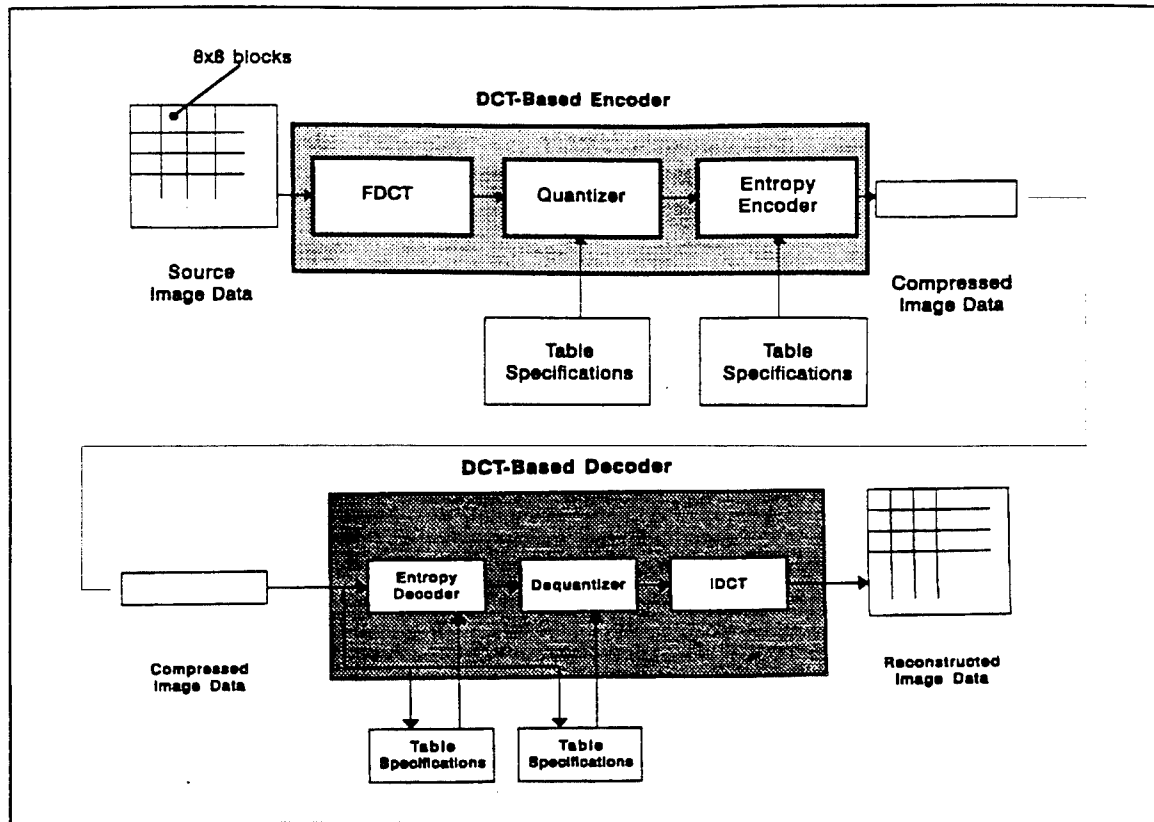 8x8 blocks
DCT-Based Encoder
FDCT
Quantizer
Entropy
Encoder
Source
Image Data
Compressed
Image Data
Table
Specifications
Table
Specifications
DCT-Based Decoder
Entropy
Decoder
Dequantizer
IDCT
Compressed
Image Data
Reconstructed
Image Data
Table
Specifications
Table
Specifications